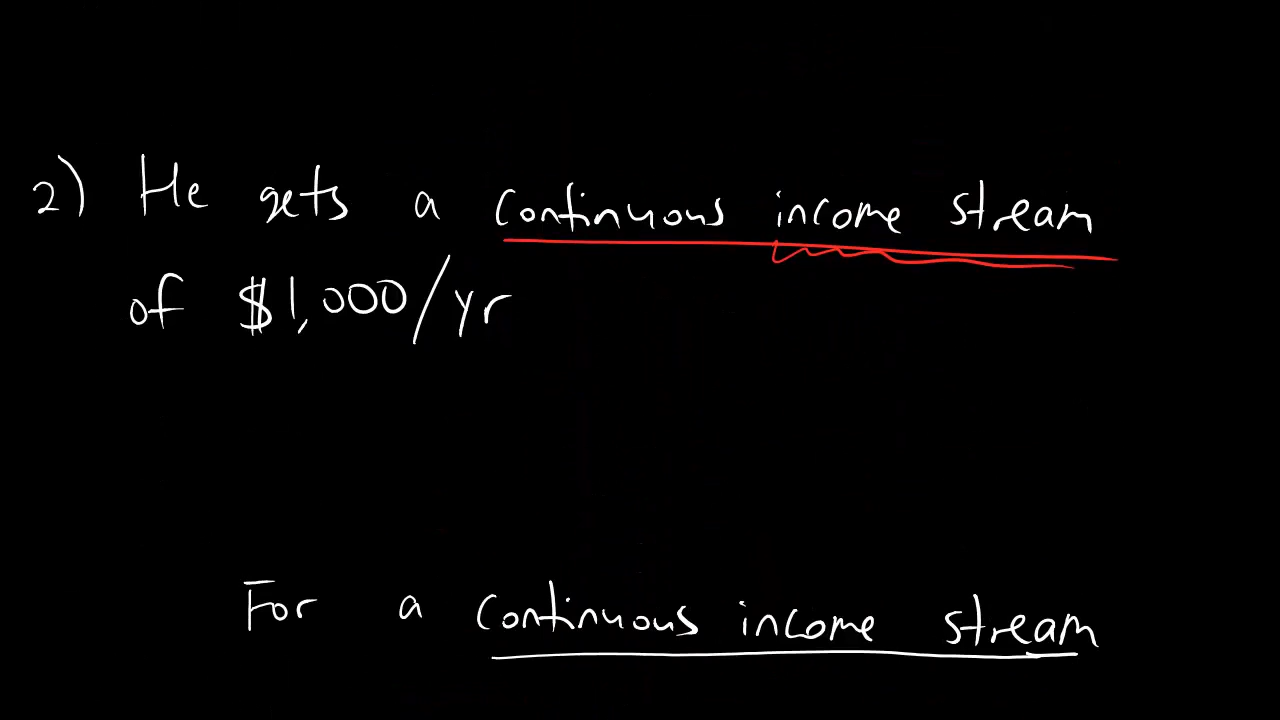 2) He gets a continuous income stream
of $1,000/yr
For a continuous income stream